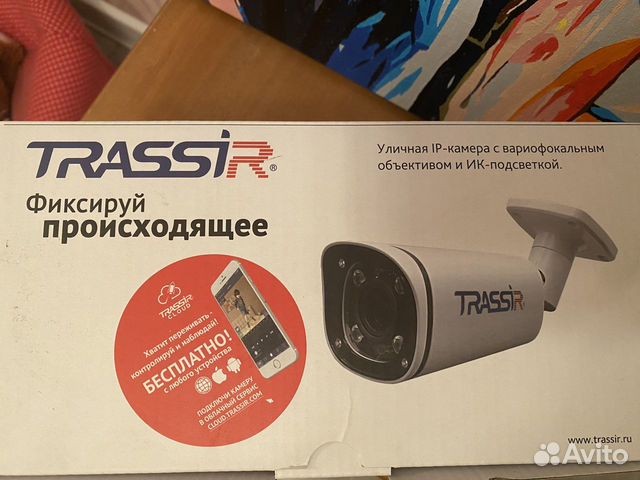 TRASSIR®
Фиксируй
происходящее
Уличная IP-камера с вариофокальным
объективом и ИК-подсветкой.
TRASSIR
CLOUD
Хватит переживать -
контролируй и наблюдай!
БЕСПЛАТНО!
с любого устройства
ПОДКЛЮЧИ КАМЕРУ
В ОБЛАЧНЫЙ СЕРВИС
CLOUD.TRASSIR.COM
TRASSIR
www.trassir.ru
Avito